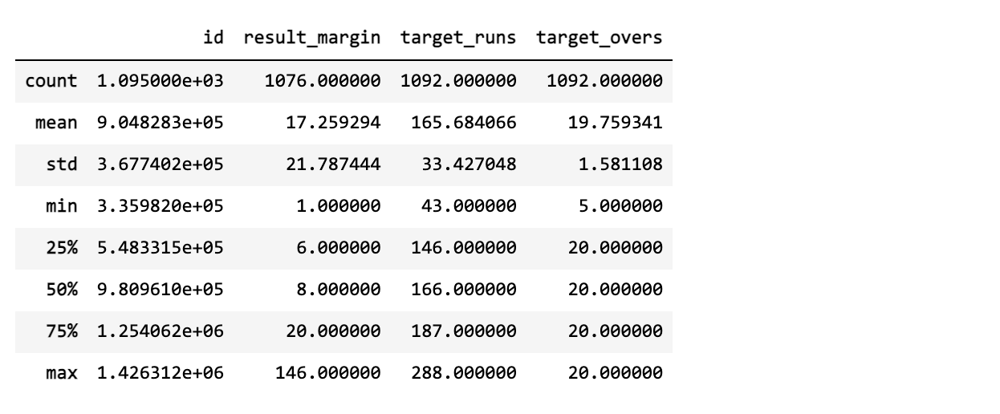 id result_margin target_runs target_overs
count 1.095000e+03 1076.000000 1092.000000 1092.000000
mean 9.048283e+05 17.259294 165.684066 19.759341
std 3.677402e+05 21.787444 33.427048 1.581108
min 3.359820e+05 1.000000 43.000000 5.000000
25% 5.483315e+05 6.000000 146.000000 20.000000
50% 9.809610e+05 8.000000 166.000000 20.000000
75% 1.254062e+06 20.000000 187.000000 20.000000
max 1.426312e+06 146.000000 288.000000 20.000000